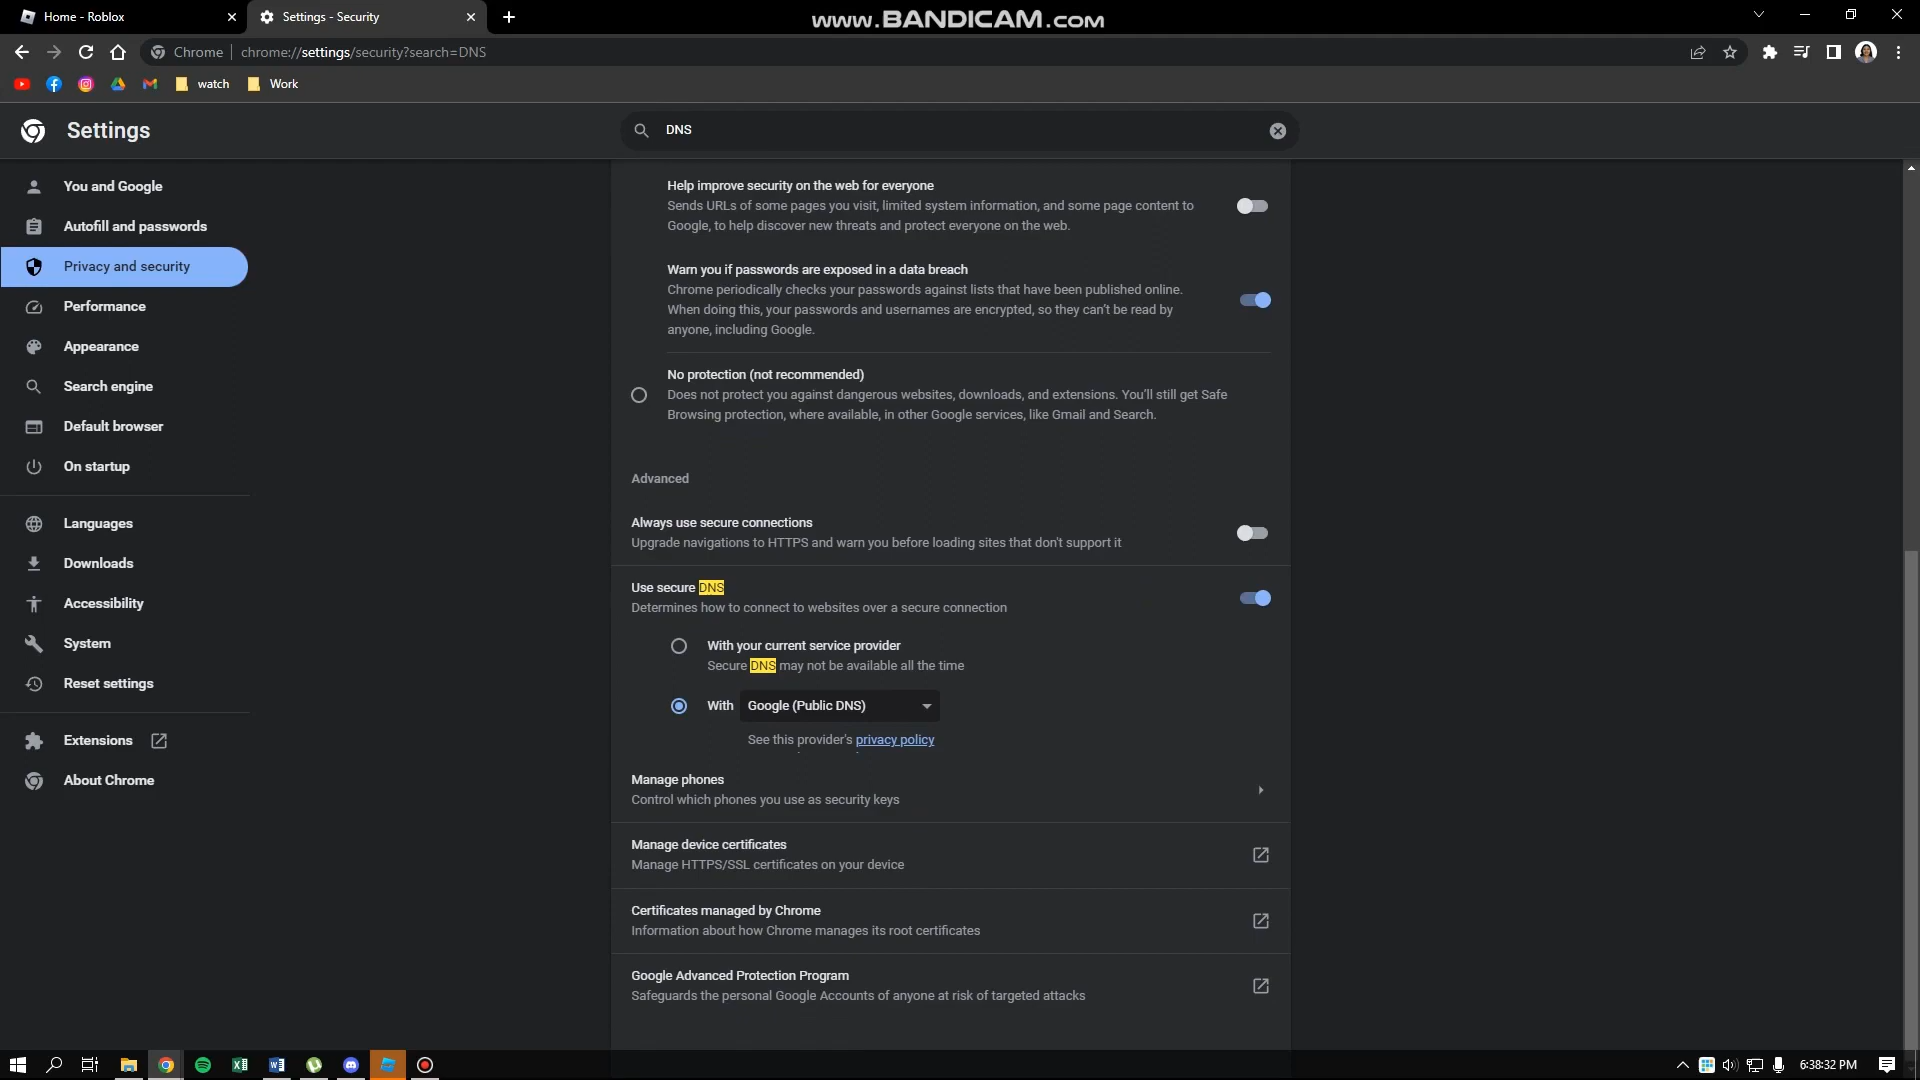 Home - Roblox
Settings - Security
www.BANDICAM.com
Chrome
chrome://settings/security?search=DNS
watch
Work
Settings
DNS
You and Google
Autofill and passwords
Privacy and security
Performance
Appearance
Search engine
Default browser
On startup
Languages
Downloads
Accessibility
System
Reset settings
Extensions
About Chrome
Help improve security on the web for everyone
Sends URLs of some pages you visit, limited system information, and some page content to
Google, to help discover new threats and protect everyone on the web.
Warn you if passwords are exposed in a data breach
Chrome periodically checks your passwords against lists that have been published online.
When doing this, your passwords and usernames are encrypted, so they can't be read by
anyone, including Google.
No protection (not recommended)
Does not protect you against dangerous websites, downloads, and extensions. You'll still get Safe
Browsing protection, where available, in other Google services, like Gmail and Search.
Advanced
Always use secure connections
Upgrade navigations to HTTPS and warn you before loading sites that don't support it
Use secure DNS
Determines how to connect to websites over a secure connection
With your current service provider
Secure DNS may not be available all the time
With Google (Public DNS)
See this provider's privacy policy
Manage phones
Control which phones you use as security keys
Manage device certificates
Manage HTTPS/SSL certificates on your device
Certificates managed by Chrome
Information about how Chrome manages its root certificates
Google Advanced Protection Program
Safeguards the personal Google Accounts of anyone at risk of targeted attacks
6:38:32 PM